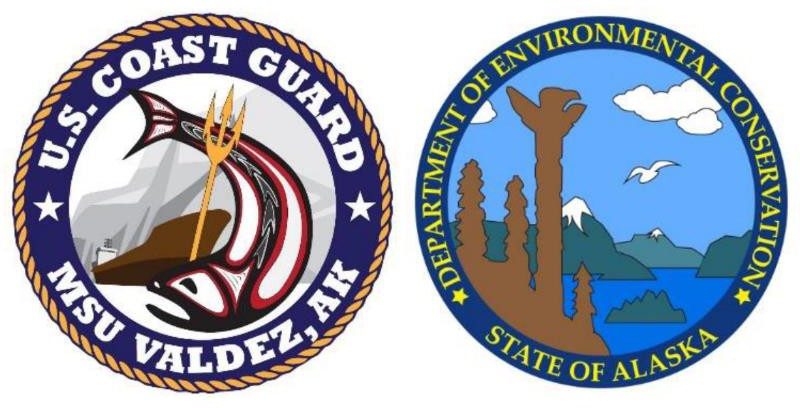 U.S. COAST GUARD
MSU VALDEZ, AK
DEPARTMENT OF ENVIRONMENTAL CONSERVATION
STATE OF ALASKA